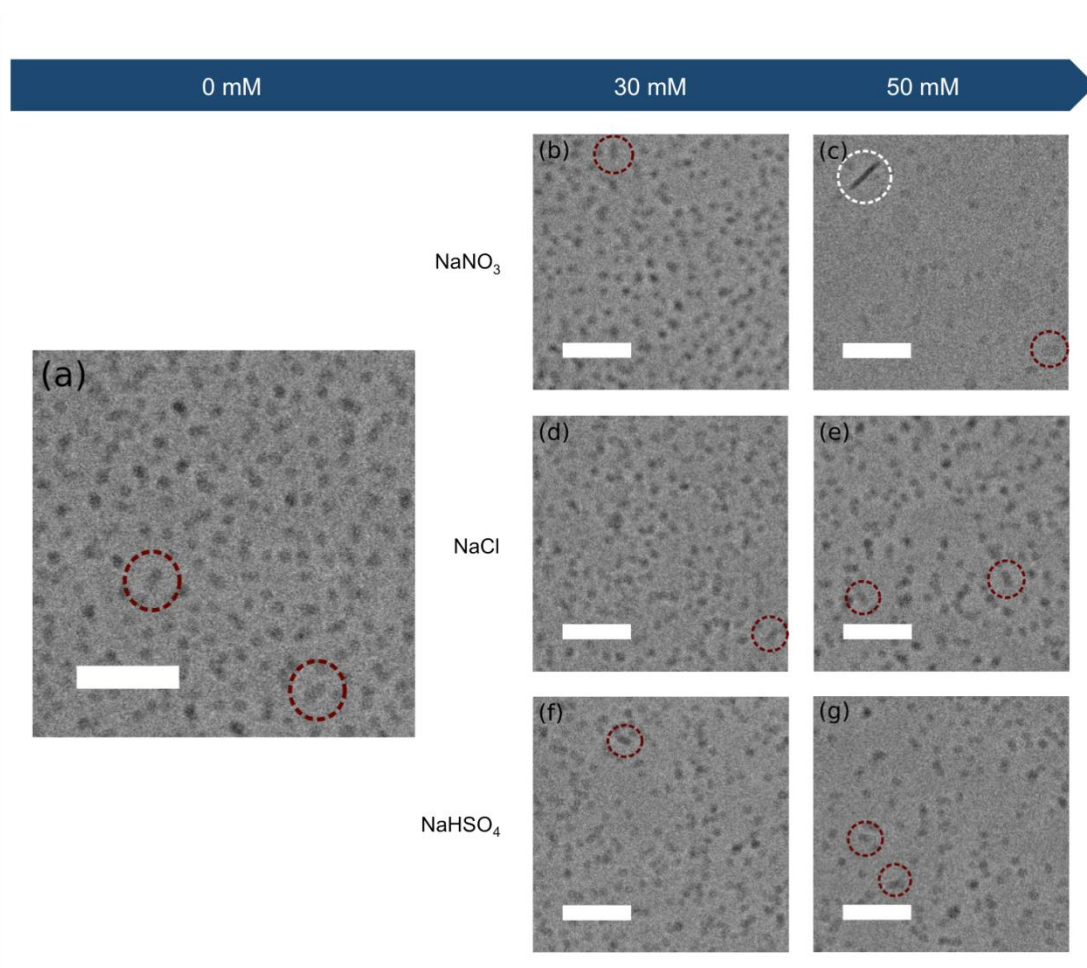 0 mM 30 mM 50 mM
(b) (c)
NaNO₃
(a)
(d) (e)
NaCl
(f) (g)
NaHSO₄